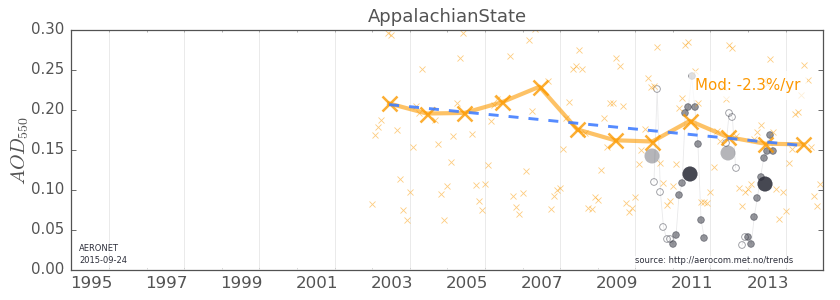 AppalachianState
0.30
0.25
0.20
0.15
0.10
0.05
0.00
AOD550
Mod: -2.3%/yr
AERONET
2015-09-24
source: http://aerocom.met.no/trends
1995 1997 1999 2001 2003 2005 2007 2009 2011 2013